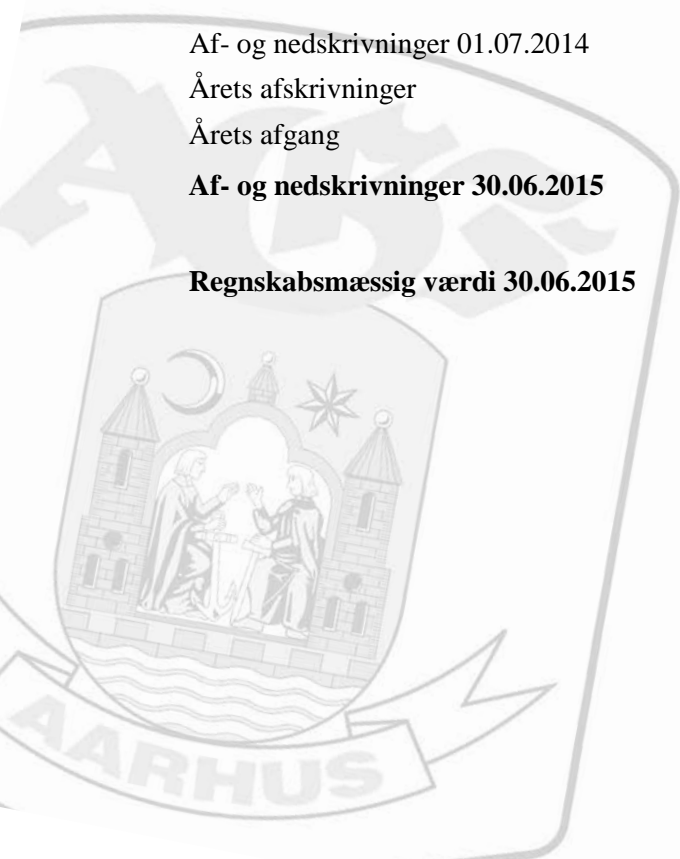 Af- og nedskrivninger 01.07.2014
Årets afskrivninger
Årets afgang
Af- og nedskrivninger 30.06.2015
Regnskabsmæssig værdi 30.06.2015
AGF
AARHUS